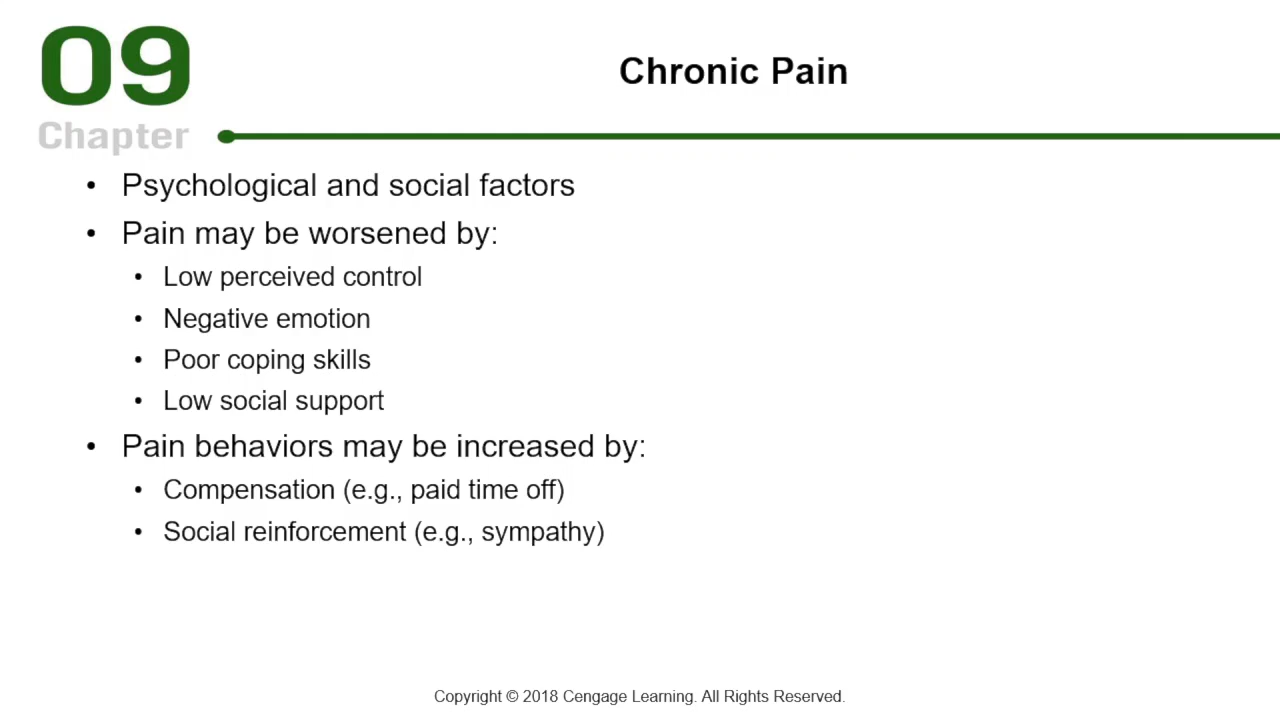 09
Chapter
Chronic Pain
• Psychological and social factors
• Pain may be worsened by:
• Low perceived control
• Negative emotion
• Poor coping skills
• Low social support
• Pain behaviors may be increased by:
• Compensation (e.g., paid time off)
• Social reinforcement (e.g., sympathy)
Copyright © 2018 Cengage Learning. All Rights Reserved.